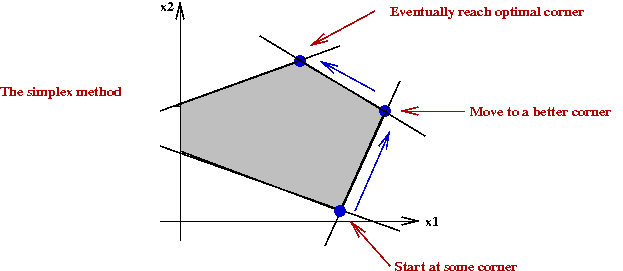 x2
Eventually reach optimal corner
The simplex method
Move to a better corner
x1
Start at some corner